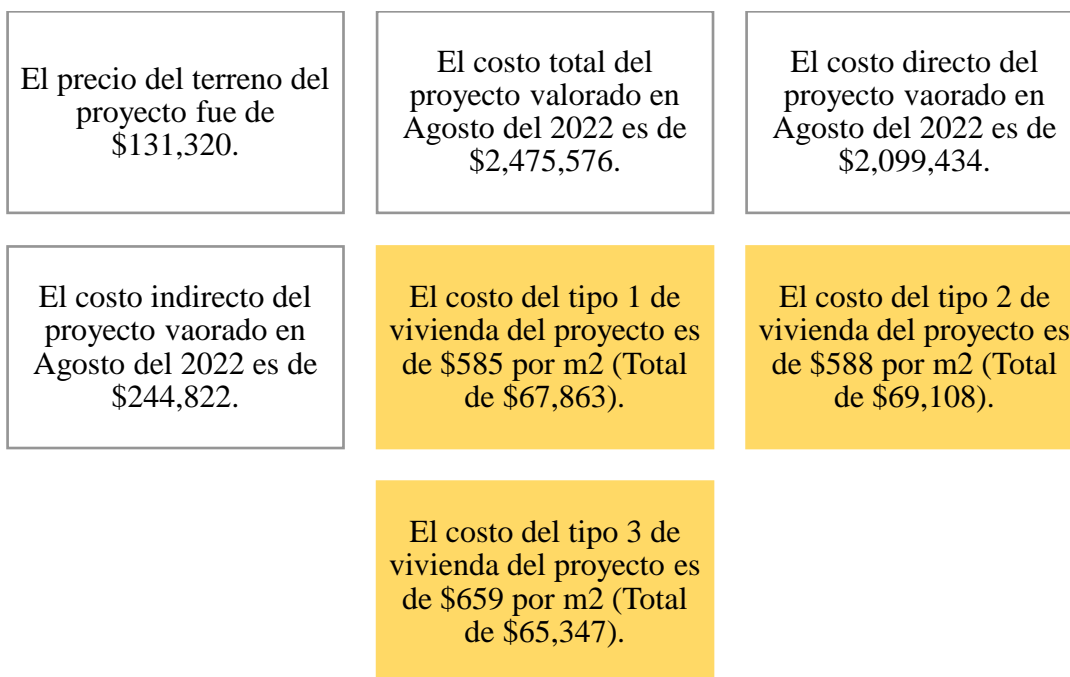 El precio del terreno del
proyecto fue de
$131,320.
El costo total del
proyecto valorado en
Agosto del 2022 es de
$2,475,576.
El costo directo del
proyecto vaorado en
Agosto del 2022 es de
$2,099,434.
El costo indirecto del
proyecto vaorado en
Agosto del 2022 es de
$244,822.
El costo del tipo 1 de
vivienda del proyecto es
de $585 por m2 (Total
de $67,863).
El costo del tipo 2 de
vivienda del proyecto es
de $588 por m2 (Total
de $69,108).
El costo del tipo 3 de
vivienda del proyecto es
de $659 por m2 (Total
de $65,347).